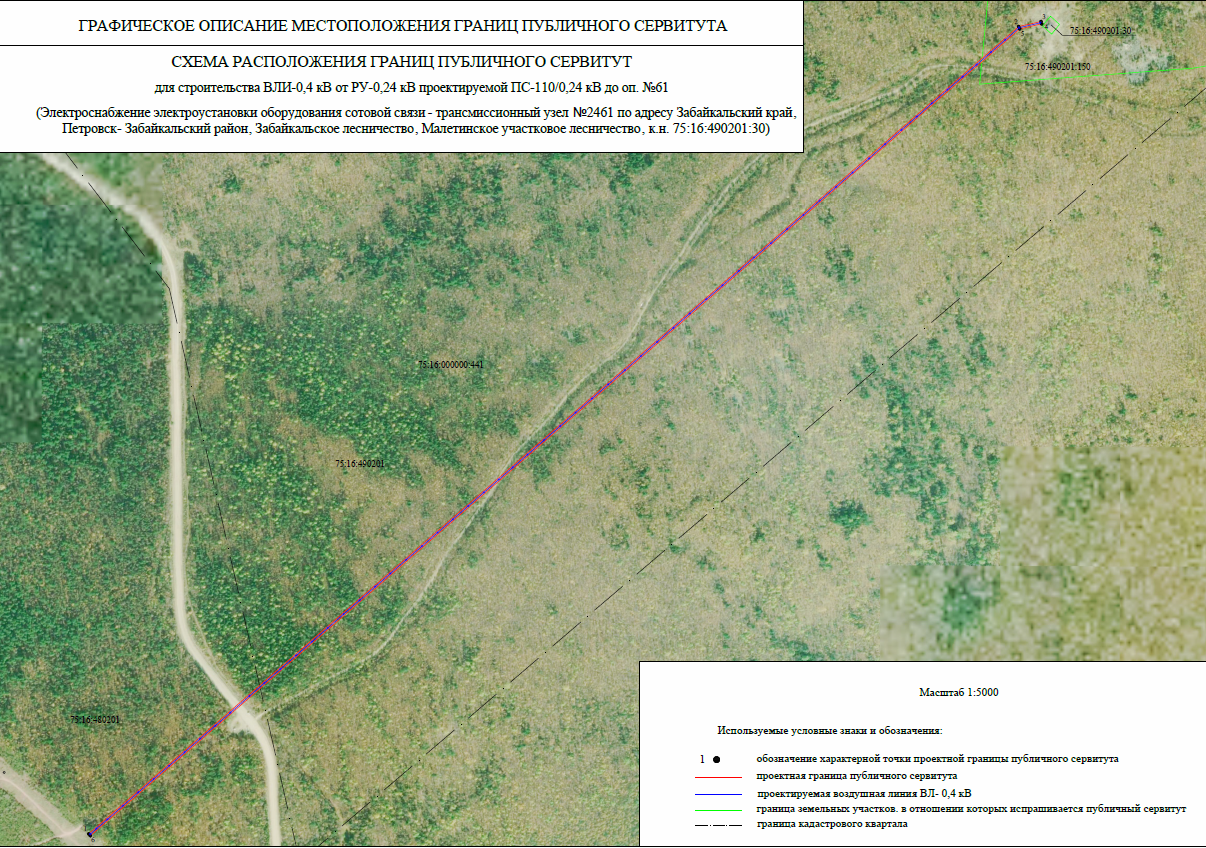 ГРАФИЧЕСКОЕ ОПИСАНИЕ МЕСТОПОЛОЖЕНИЯ ГРАНИЦ ПУБЛИЧНОГО СЕРВИТУТА
СХЕМА РАСПОЛОЖЕНИЯ ГРАНИЦ ПУБЛИЧНОГО СЕРВИТУТ
для строительства ВЛИ-0,4 кВ от РУ-0,24 кВ проектируемой ПС-110/0,24 кВ до оп. №61
(Электроснабжение электроустановки оборудования сотовой связи - трансмиссионный узел №2461 по адресу Забайкальский край,
Петровск- Забайкальский район, Забайкальское лесничество, Малетинское участковое лесничество, к.н. 75:16:490201:30)
75:16:490201:30
75:16:490201:150
75:16:000000:441
75:16:490201
75:16:480201
Масштаб 1:5000
Используемые условные знаки и обозначения:
1 обозначение характерной точки проектной границы публичного сервитута
проектная граница публичного сервитута
проектируемая воздушная линия ВЛ- 0,4 кВ
граница земельных участков. в отношении которых испрашивается публичный сервитут
граница кадастрового квартала